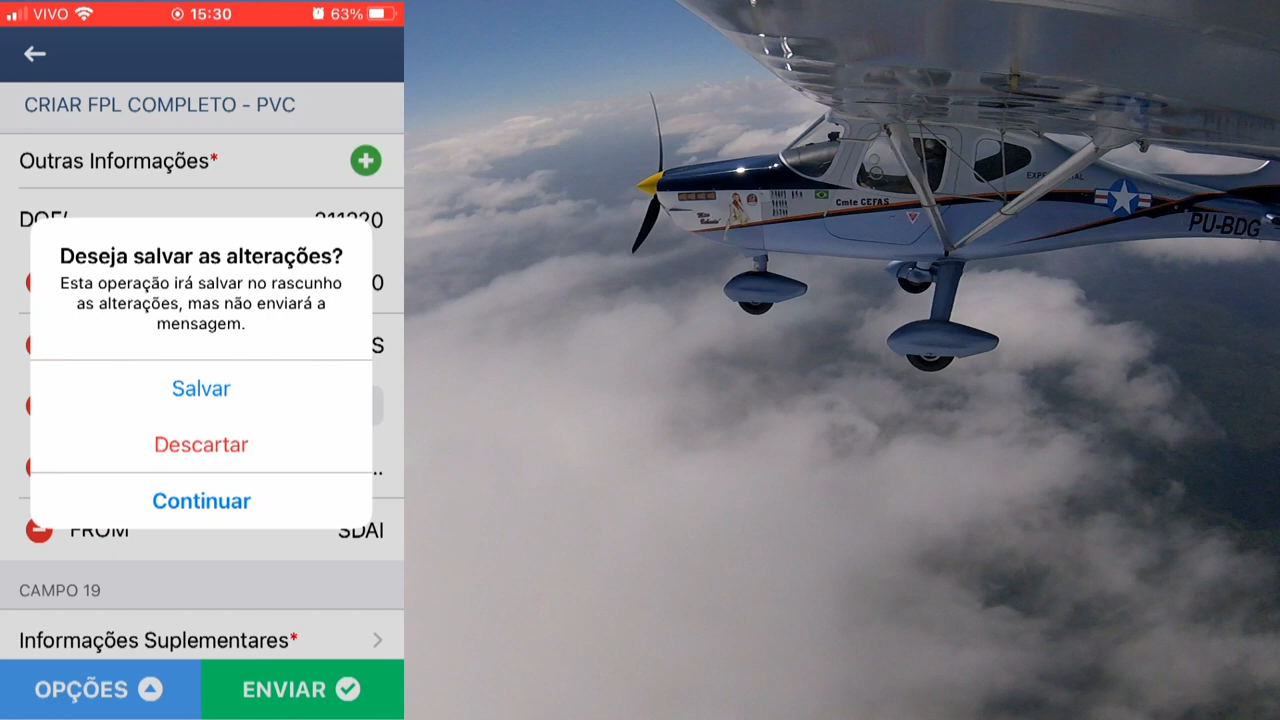 VIVO 15:30 63%
CRIAR FPL COMPLETO - PVC
Outras Informações*
Deseja salvar as alterações?
Esta operação irá salvar no rascunho
as alterações, mas não enviará a
mensagem.
0
S
Salvar
Descartar
..
Continuar
FROM SDAI
CAMPO 19
Informações Suplementares*
OPÇÕES ENVIAR
Cmte CEFAS
PU-BDG